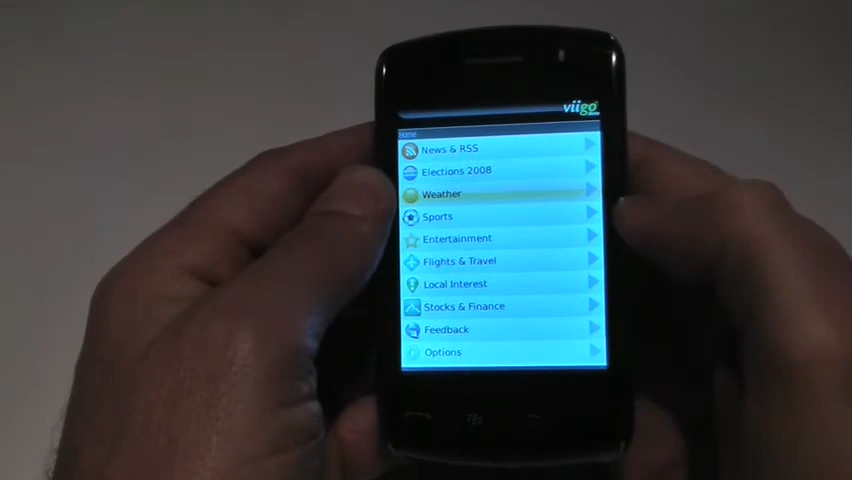 viigo
Home
News & RSS
Elections 2008
Weather
Sports
Entertainment
Flights & Travel
Local Interest
Stocks & Finance
Feedback
Options